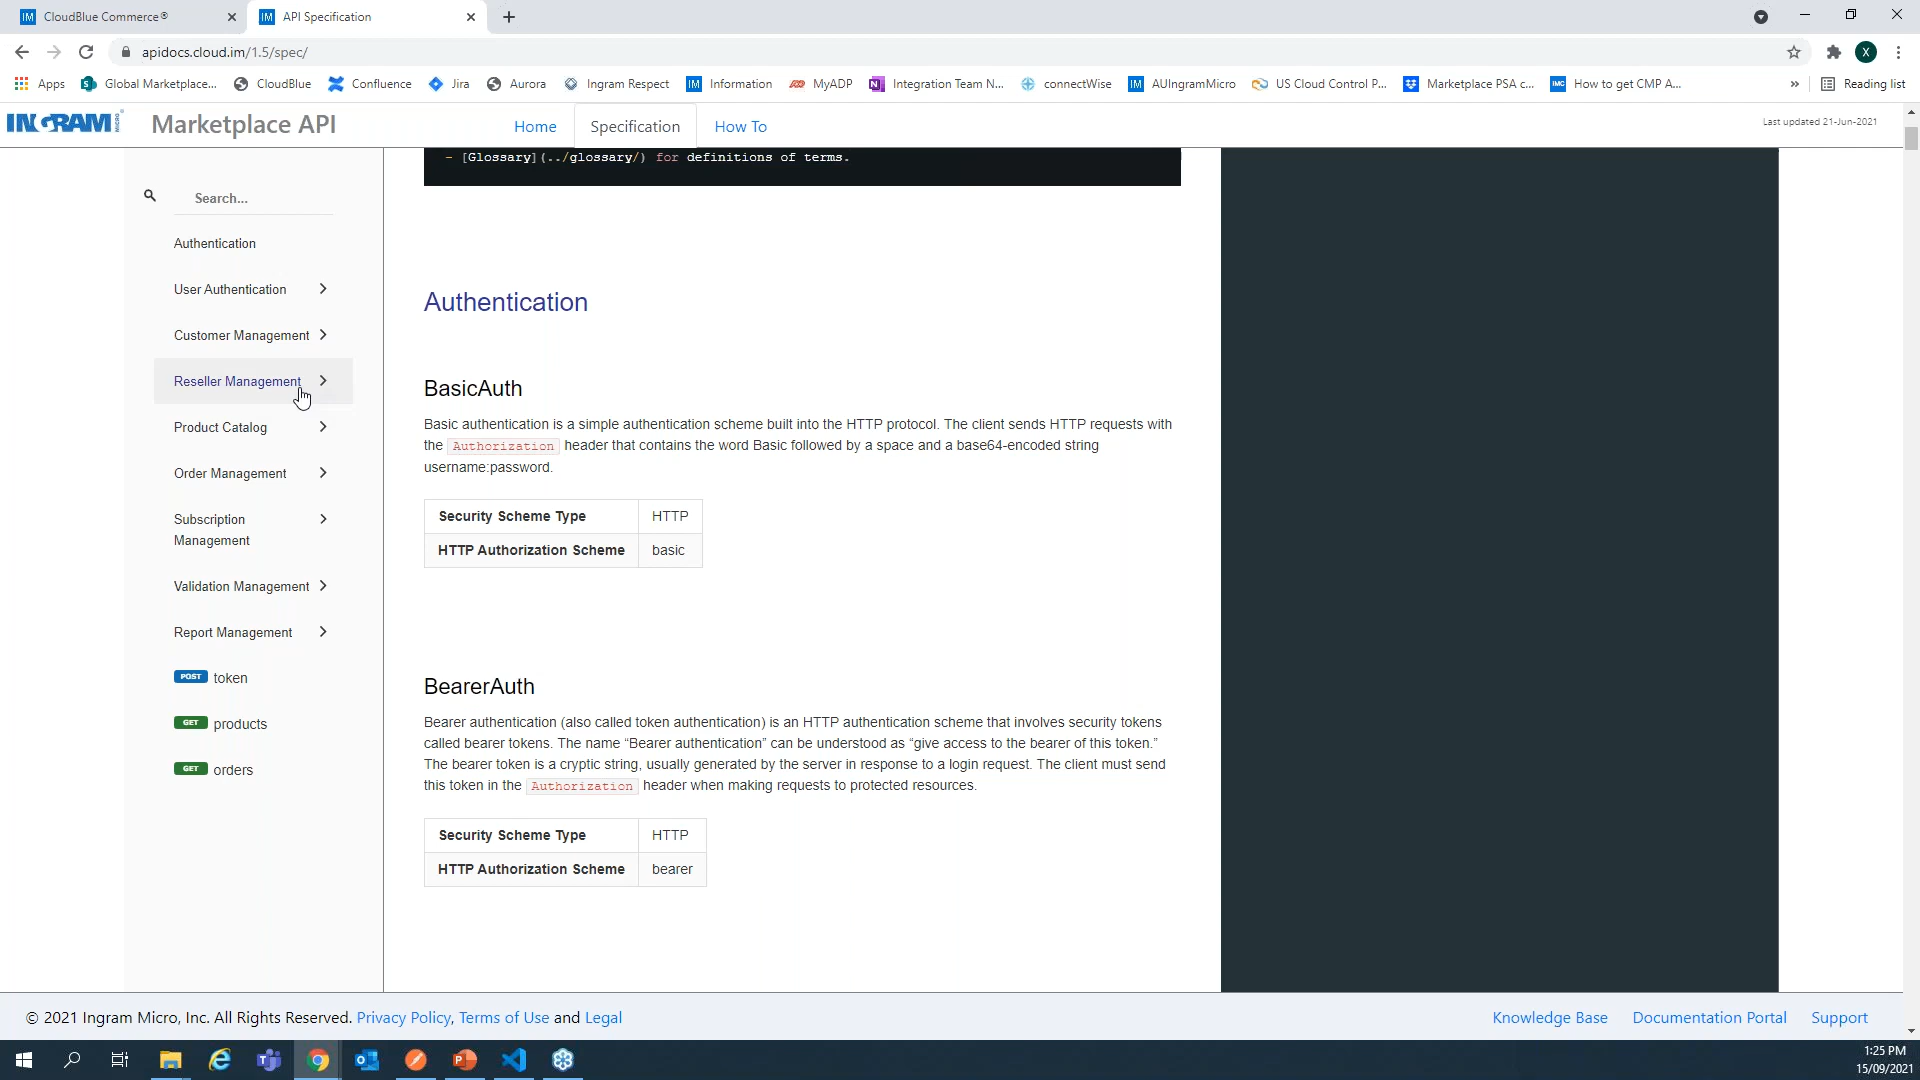 CloudBlue Commerce®
API Specification
apidocs.cloud.im/1.5/spec/
X
Apps
Global Marketplace...
CloudBlue
Confluence
Jira
Aurora
Ingram Respect
Information
MyADP
Integration Team N...
connectWise
AUIngramMicro
US Cloud Control P...
Marketplace PSA c...
How to get CMP A...
Reading list
INGRAM MICRO
Marketplace API
Home
Specification
How To
Last updated 21-Jun-2021
- [Glossary](../glossary/) for definitions of terms.
Search...
Authentication
User Authentication
Customer Management
Reseller Management
Product Catalog
Order Management
Subscription
Management
Validation Management
Report Management
POST token
GET products
GET orders
Authentication
BasicAuth
Basic authentication is a simple authentication scheme built into the HTTP protocol. The client sends HTTP requests with
the Authorization header that contains the word Basic followed by a space and a base64-encoded string
username:password.
Security Scheme Type HTTP
HTTP Authorization Scheme basic
BearerAuth
Bearer authentication (also called token authentication) is an HTTP authentication scheme that involves security tokens
called bearer tokens. The name “Bearer authentication” can be understood as “give access to the bearer of this token.”
The bearer token is a cryptic string, usually generated by the server in response to a login request. The client must send
this token in the Authorization header when making requests to protected resources.
Security Scheme Type HTTP
HTTP Authorization Scheme bearer
© 2021 Ingram Micro, Inc. All Rights Reserved. Privacy Policy, Terms of Use and Legal
Knowledge Base
Documentation Portal
Support
1:25 PM
15/09/2021